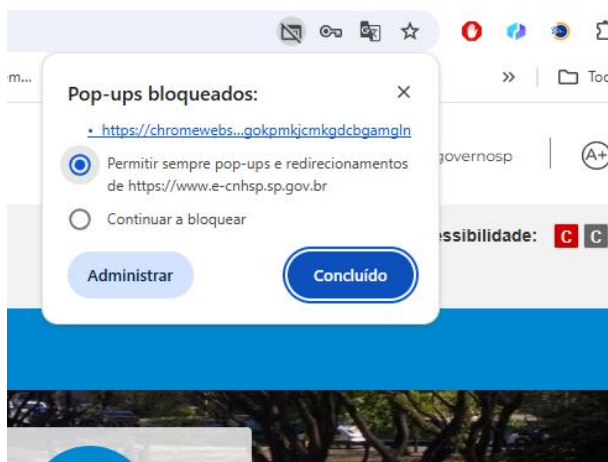 em...
»
Tod
Pop-ups bloqueados:
https://chromewebs...gokpmkjcmkgdcbgamgln
Permitir sempre pop-ups e redirecionamentos
de https://www.e-cnhsp.sp.gov.br
Continuar a bloquear
Administrar
Concluído
governosp
A+
essibilidade:
C C